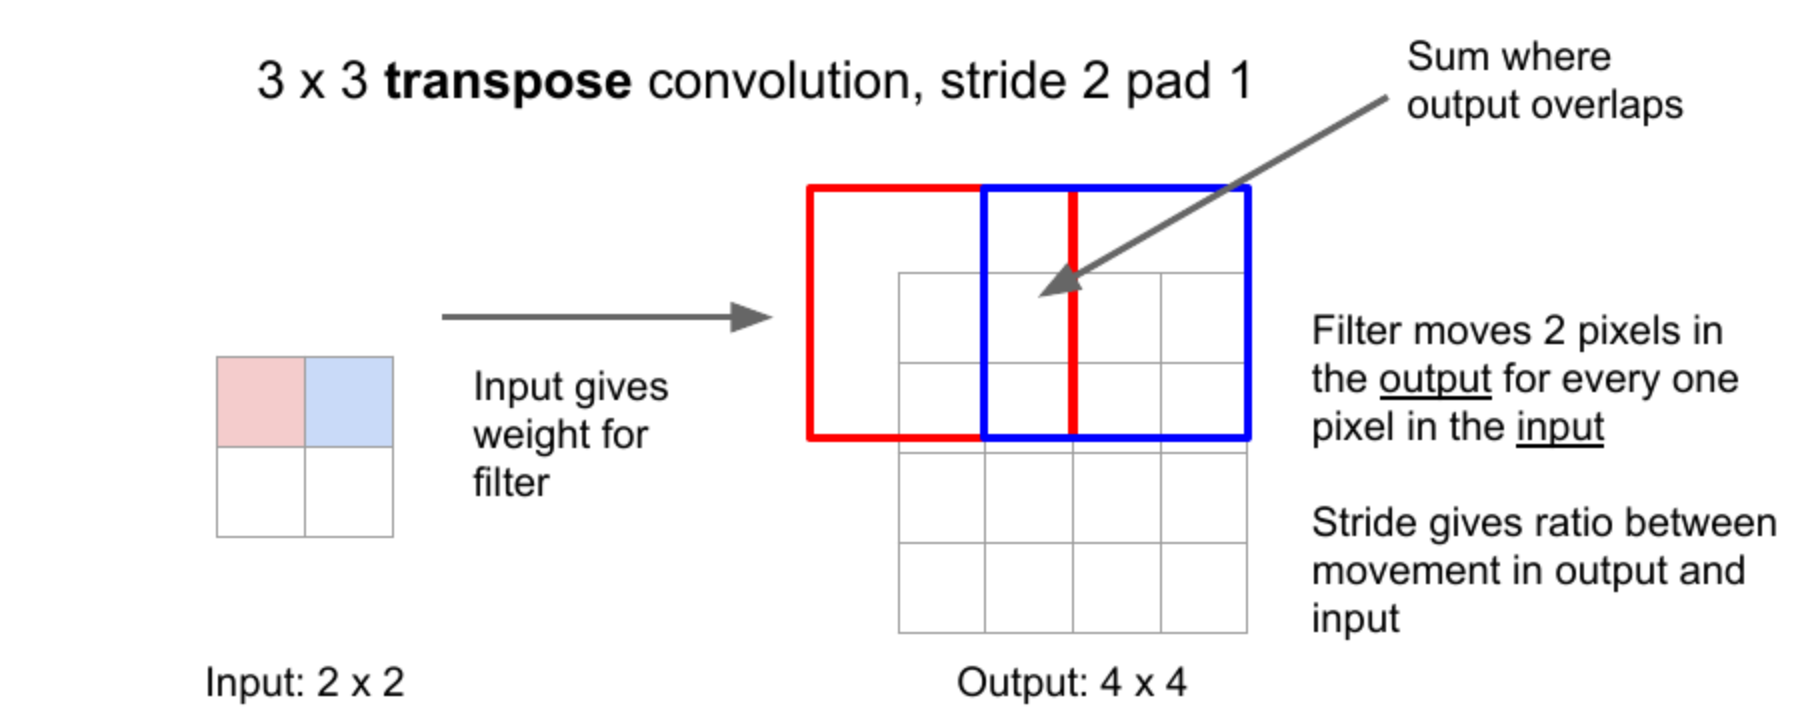 3 x 3 transpose convolution, stride 2 pad 1
Sum where
output overlaps
Input gives
weight for
filter
Filter moves 2 pixels in
the output for every one
pixel in the input
Stride gives ratio between
movement in output and
input
Input: 2 x 2
Output: 4 x 4